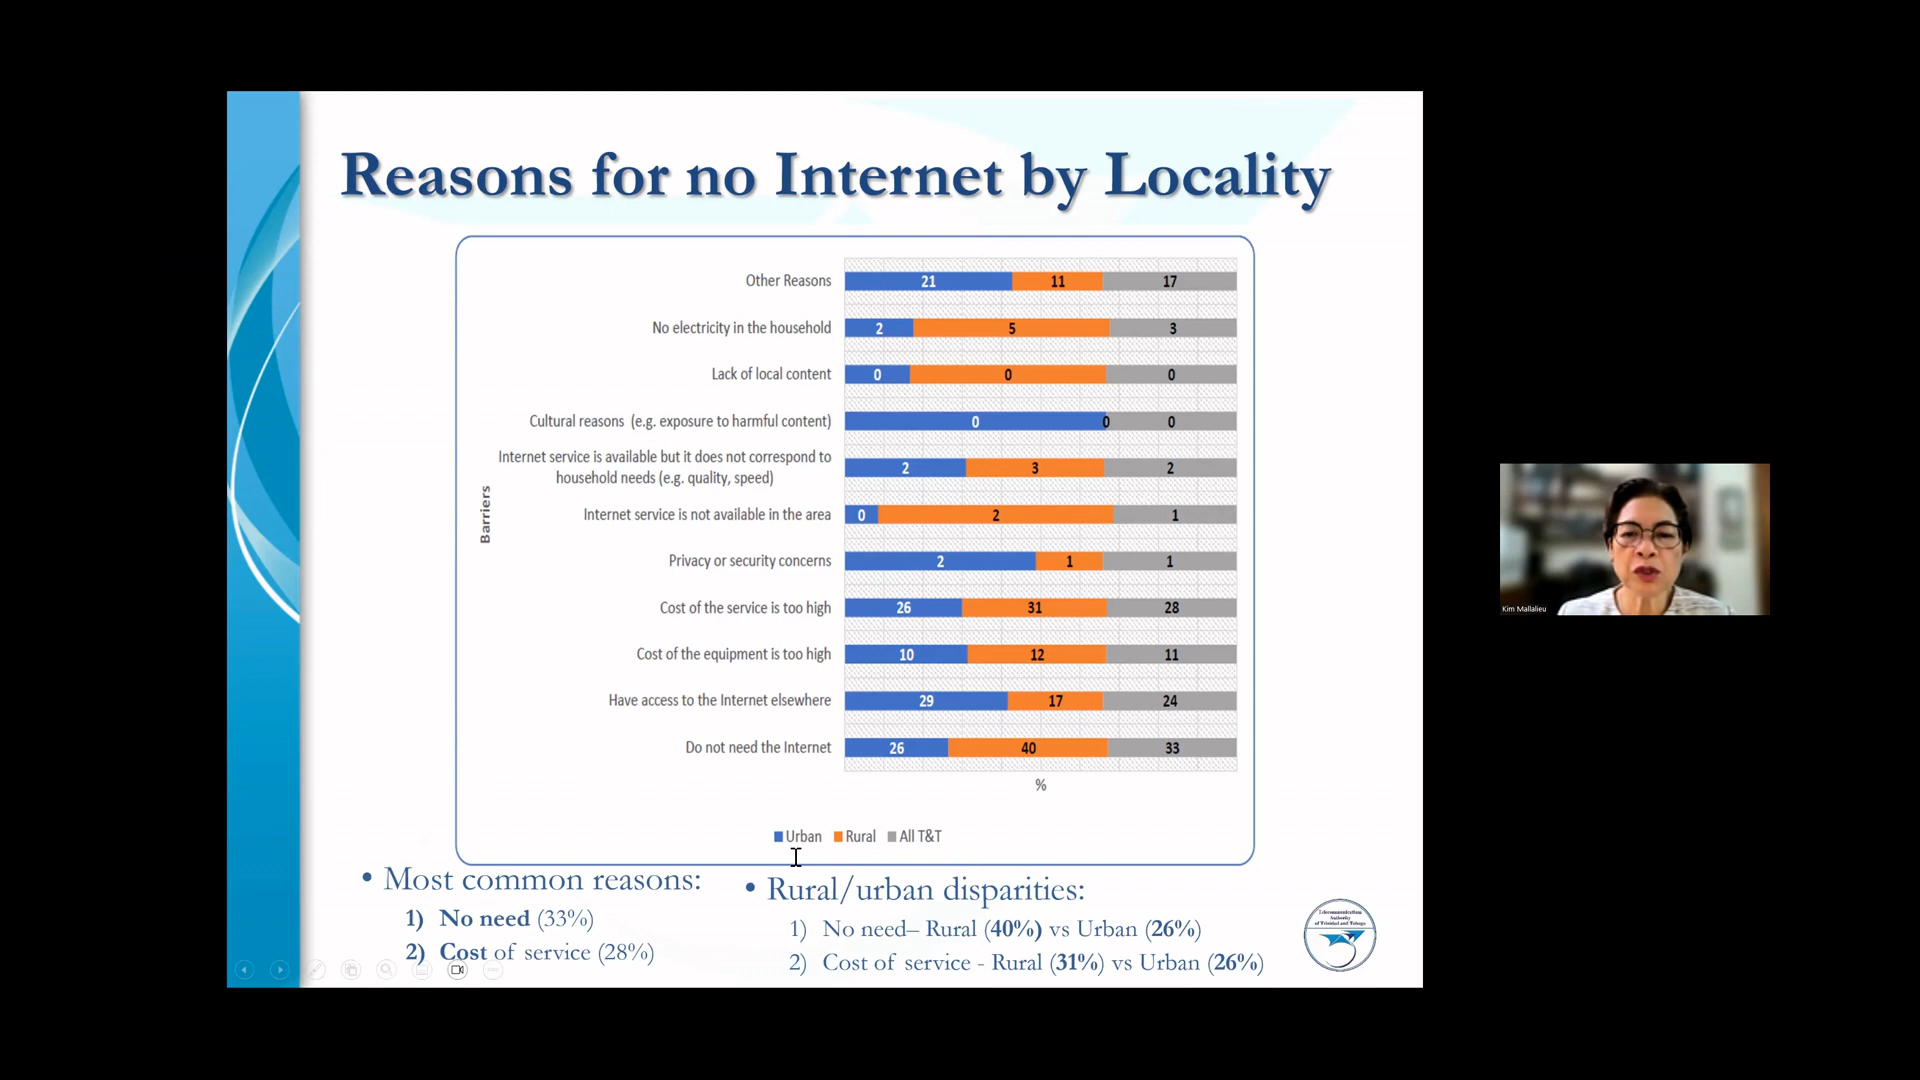 Reasons for no Internet by Locality
Other Reasons 21 11 17
No electricity in the household 2 5 3
Lack of local content 0 0 0
Cultural reasons (e.g. exposure to harmful content) 0 0 0
Internet service is available but it does not correspond to
household needs (e.g. quality, speed) 2 3 2
Internet service is not available in the area 0 2 1
Privacy or security concerns 2 1 1
Cost of the service is too high 26 31 28
Cost of the equipment is too high 10 12 11
Have access to the Internet elsewhere 29 17 24
Do not need the Internet 26 40 33
Barriers
%
Urban Rural All T&T
• Most common reasons:
1) No need (33%)
2) Cost of service (28%)
• Rural/urban disparities:
1) No need– Rural (40%) vs Urban (26%)
2) Cost of service - Rural (31%) vs Urban (26%)
Telecommunications
Authority
of Trinidad and Tobago
Kim Mallalieu